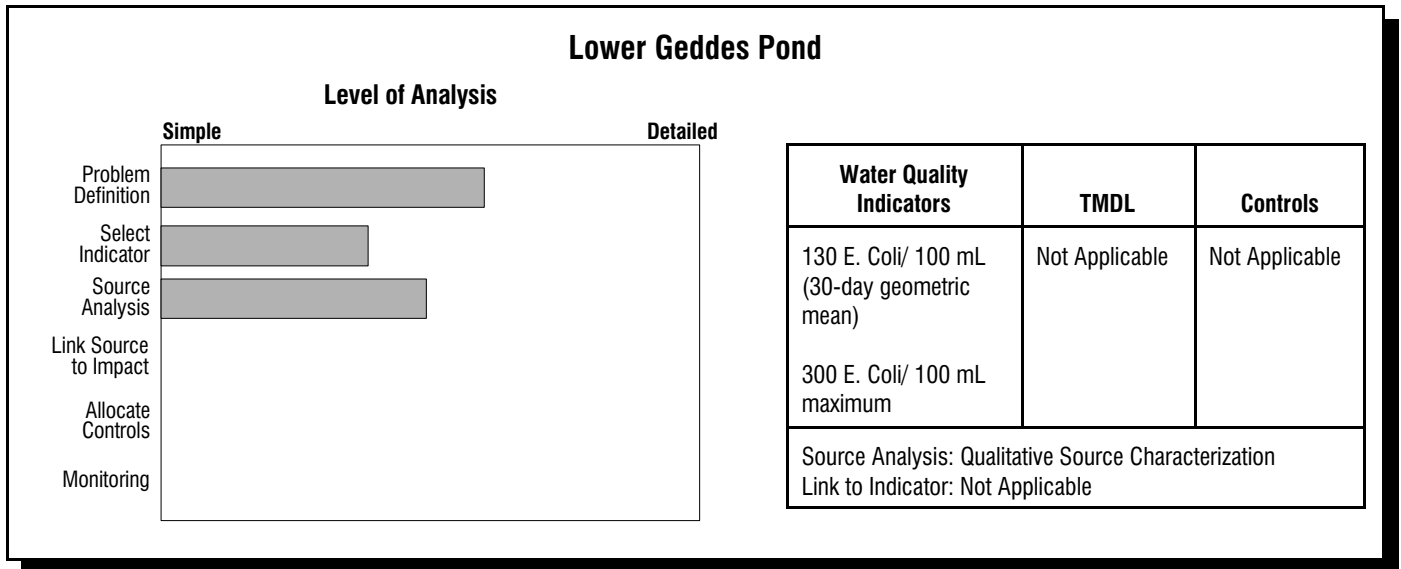 Lower Geddes Pond
Level of Analysis
Simple
Detailed
Problem
Definition
Select
Indicator
Source
Analysis
Link Source
to Impact
Allocate
Controls
Monitoring
Water Quality
Indicators
TMDL
Controls
130 E. Coli/ 100 mL
(30-day geometric
mean)
300 E. Coli/ 100 mL
maximum
Not Applicable
Not Applicable
Source Analysis: Qualitative Source Characterization
Link to Indicator: Not Applicable